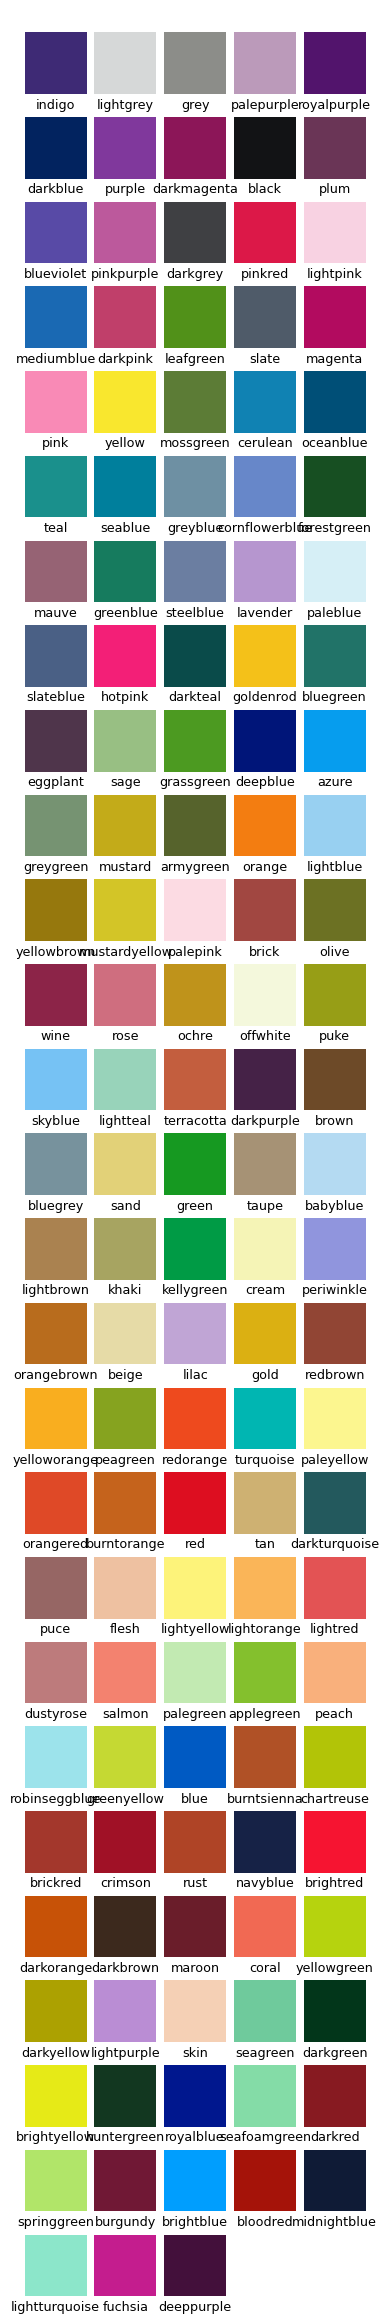 indigo lightgrey grey palepurple royalpurple
darkblue purple darkmagenta black plum
blueviolet pinkpurple darkgrey pinkred lightpink
mediumblue darkpink leafgreen slate magenta
pink yellow mossgreen cerulean oceanblue
teal seablue greyblue cornflowerblue forestgreen
mauve greenblue steelblue lavender paleblue
slateblue hotpink darkteal goldenrod bluegreen
eggplant sage grassgreen deepblue azure
greygreen mustard armygreen orange lightblue
yellowbrown mustardyellow palepink brick olive
wine rose ochre offwhite puke
skyblue lightteal terracotta darkpurple brown
bluegrey sand green taupe babyblue
lightbrown khaki kellygreen cream periwinkle
orangebrown beige lilac gold redbrown
yelloworange peagreen redorange turquoise paleyellow
orangered burntorange red tan darkturquoise
puce flesh lightyellow lightorange lightred
dustyrose salmon palegreen applegreen peach
robinseggblue greenyellow blue burntsienna chartreuse
brickred crimson rust navyblue brightred
darkorange darkbrown maroon coral yellowgreen
darkyellow lightpurple skin seagreen darkgreen
brightyellow huntergreen royalblue seafoamgreen darkred
springgreen burgundy brightblue bloodred midnightblue
lightturquoise fuchsia deeppurple